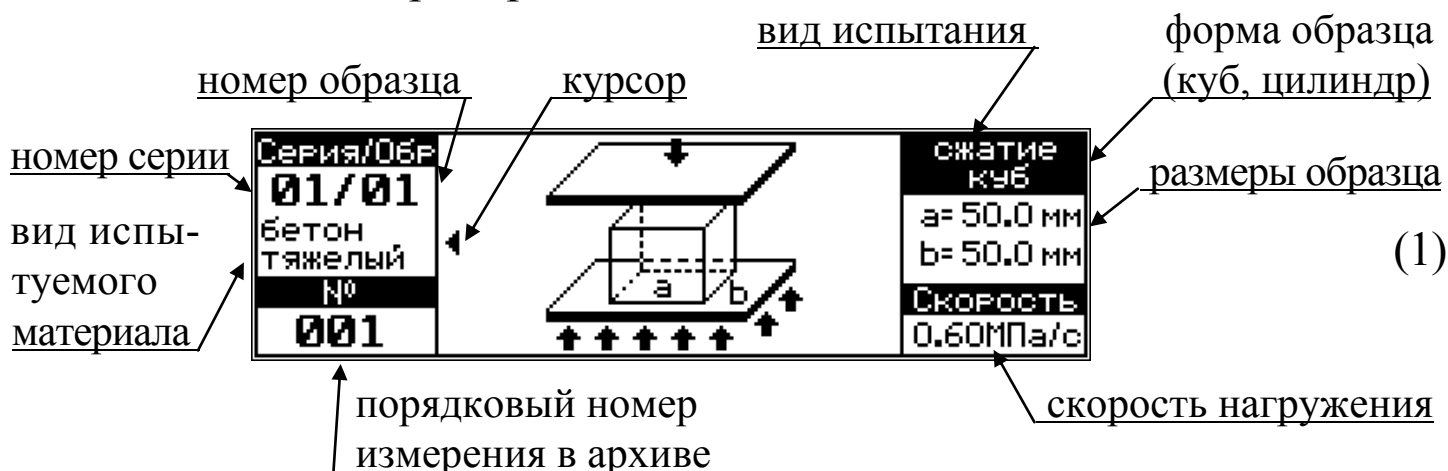 вид испытания
форма образца
(куб, цилиндр)
номер образца
курсор
номер серии
размеры образца
вид испы-
туемого
материала
Серия/Обр
01/01
бетон
тяжелый
№
001
a
b
сжатие
куб
a= 50.0 мм
b= 50.0 мм
Скорость
0.60МПа/с
(1)
порядковый номер
измерения в архиве
скорость нагружения